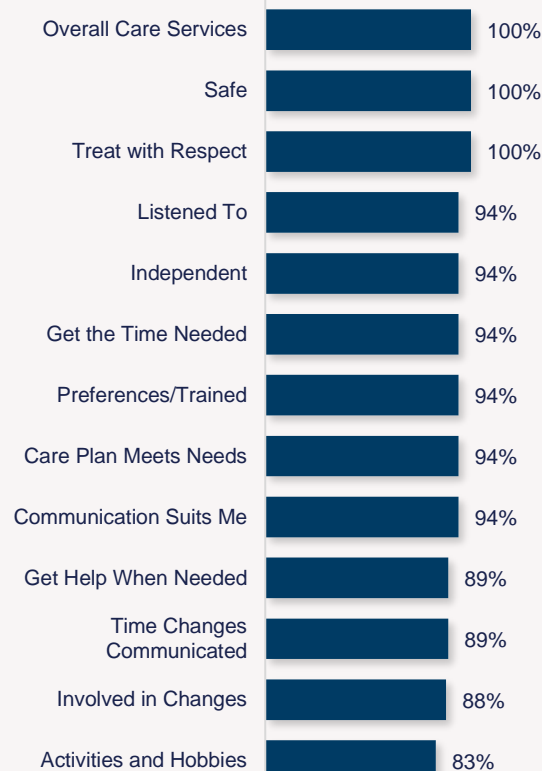 Overall Care Services 100%
Safe 100%
Treat with Respect 100%
Listened To 94%
Independent 94%
Get the Time Needed 94%
Preferences/Trained 94%
Care Plan Meets Needs 94%
Communication Suits Me 94%
Get Help When Needed 89%
Time Changes
Communicated 89%
Involved in Changes 88%
Activities and Hobbies 83%